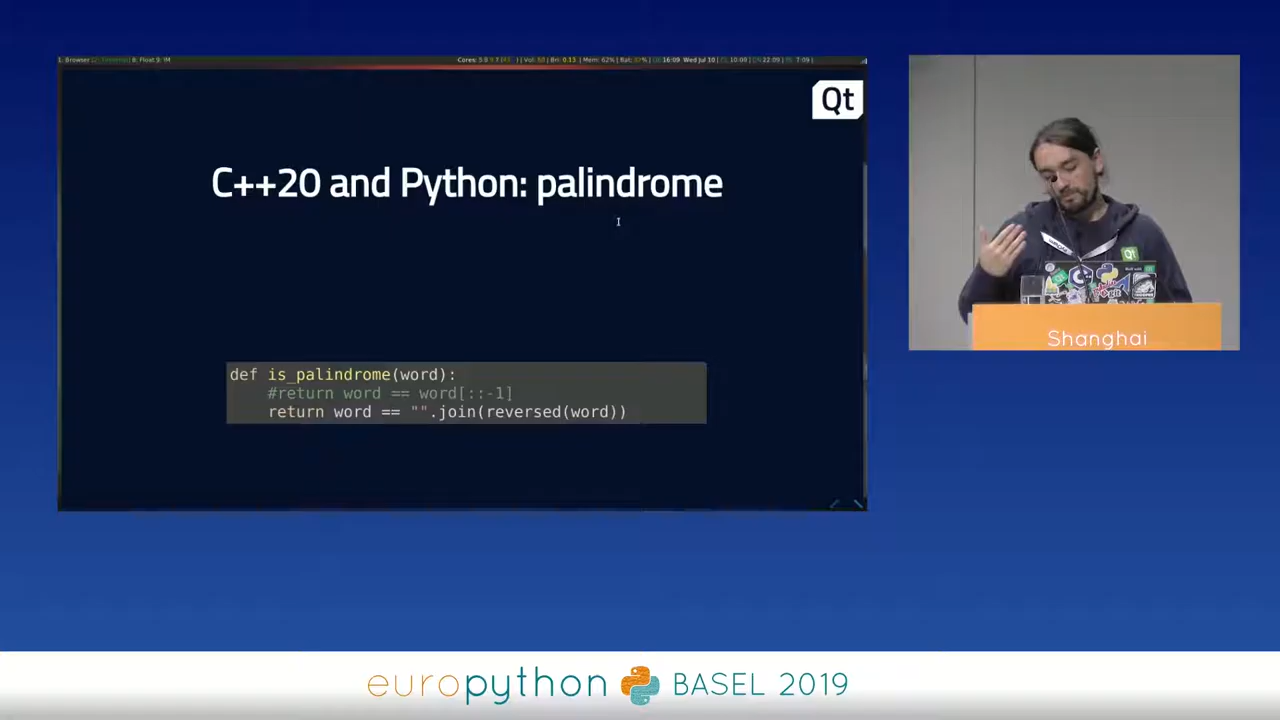 Qt
C++20 and Python: palindrome
def is_palindrome(word):
    #return word == word[::-1]
    return word == "".join(reversed(word))
Qt
Shanghai
europython BASEL 2019